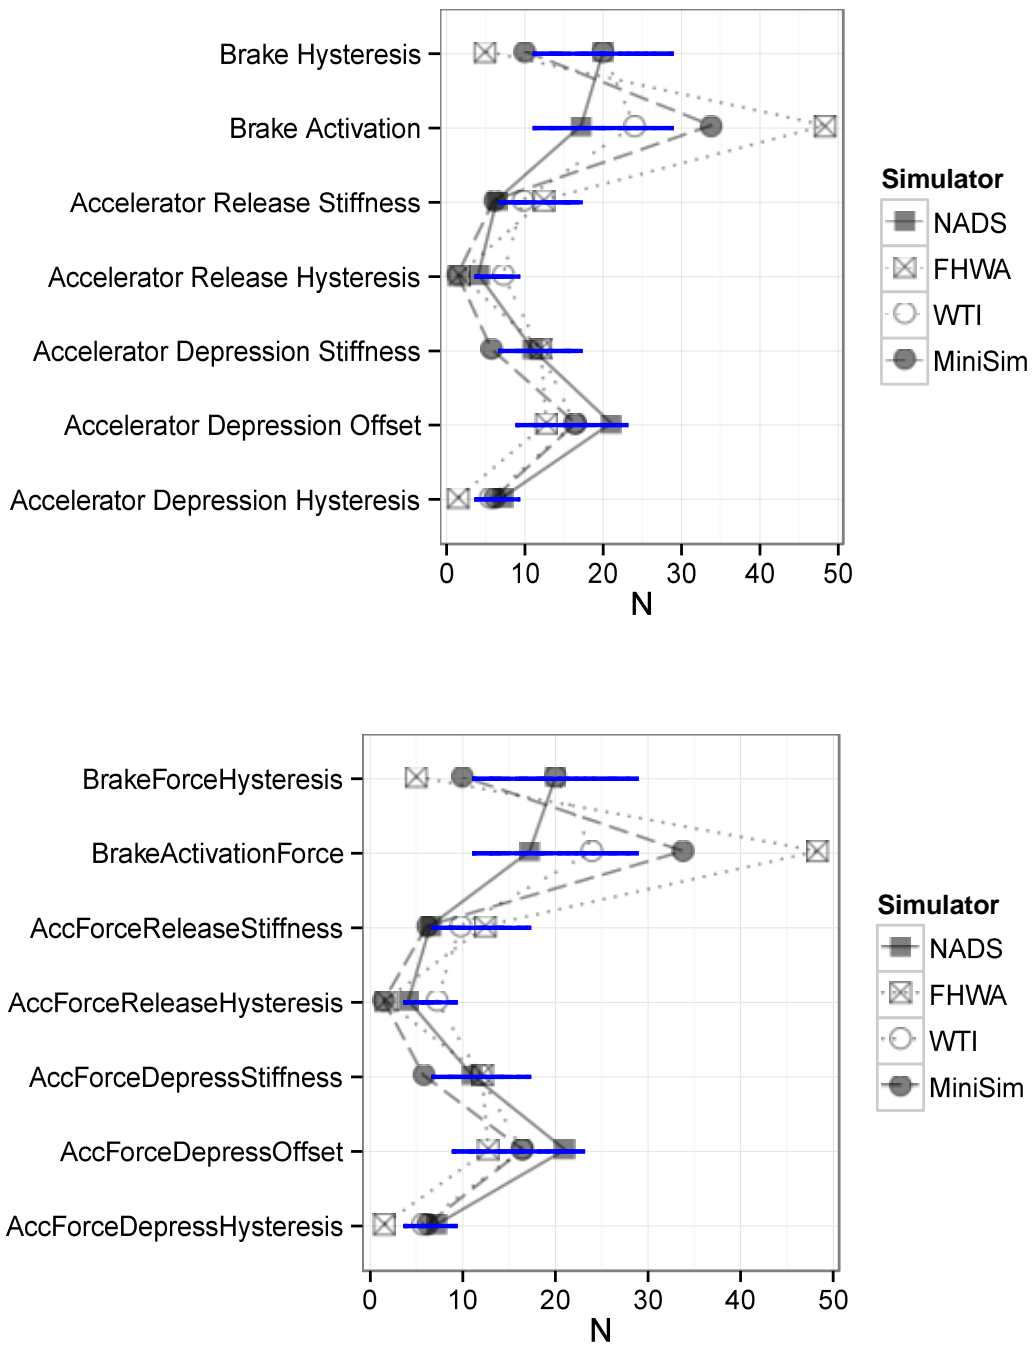 Brake Hysteresis
Brake Activation
Accelerator Release Stiffness
Accelerator Release Hysteresis
Accelerator Depression Stiffness
Accelerator Depression Offset
Accelerator Depression Hysteresis
0 10 20 30 40 50
N
Simulator
NADS
FHWA
WTI
MiniSim
BrakeForceHysteresis
BrakeActivationForce
AccForceReleaseStiffness
AccForceReleaseHysteresis
AccForceDepressStiffness
AccForceDepressOffset
AccForceDepressHysteresis
0 10 20 30 40 50
N
Simulator
NADS
FHWA
WTI
MiniSim